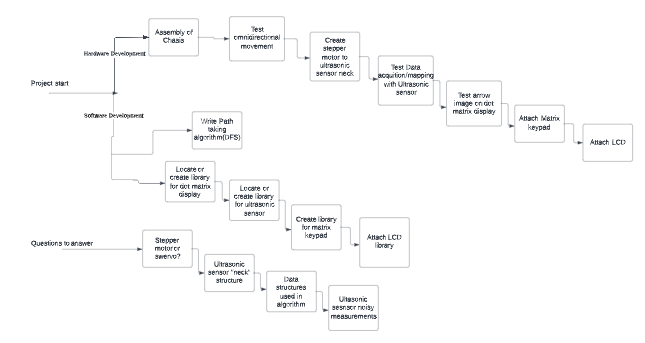 Assembly of
Chasis
Test
omnidirectional
movement
Create
stepper
motor to
ultrasonic
sensor neck
Hardware Development
Test Data
acqution/mapping
with Ultrasonic
sensor
Project start
Test arrow
image on dot
matrix display
Attach Matrix
keypad
Attach LCD
Software Development
Write Path
taking
algorithm(DFS)
Locate or
create library
for dot matrix
display
Locate or
create library
for ultrasonic
sensor
Create library
for matrix
keypad
Attach LCD
library
Questions to answer
Stepper
motor or
swervo?
Ultrasonic
sensor "neck"
structure
Data
structures
used in
algorithm
Ultasonic
sesnsor noisy
measurements